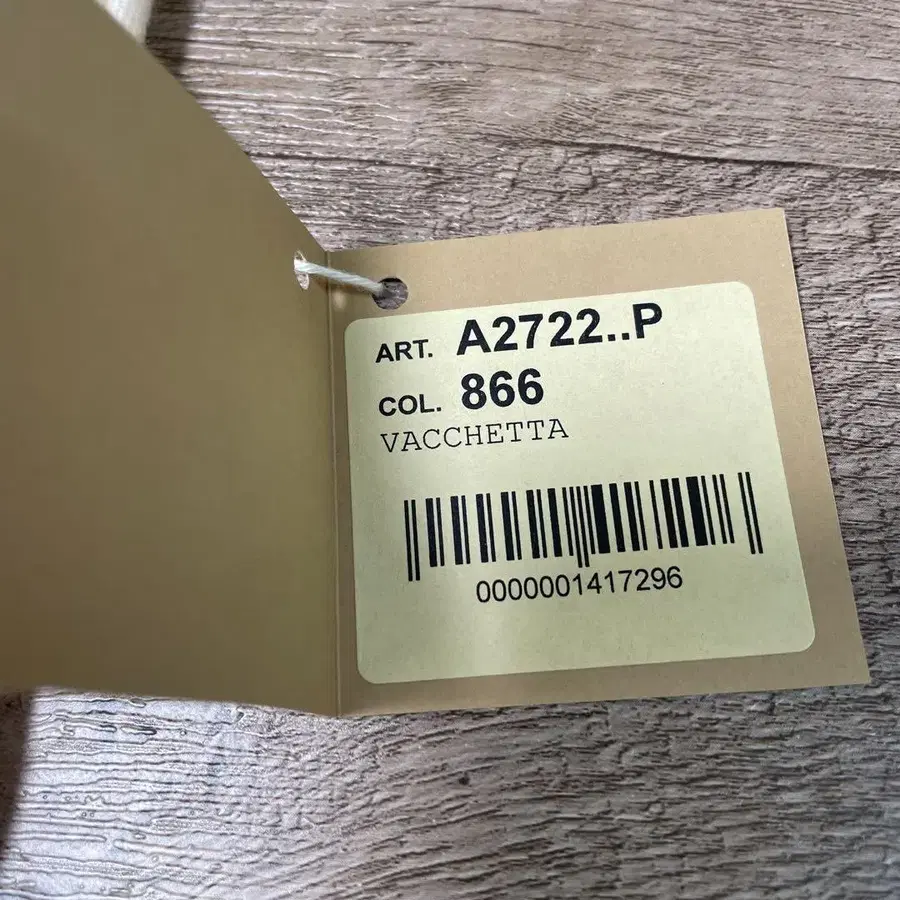 ART. A2722..P
COL. 866
VACCHETTA
0000001417296